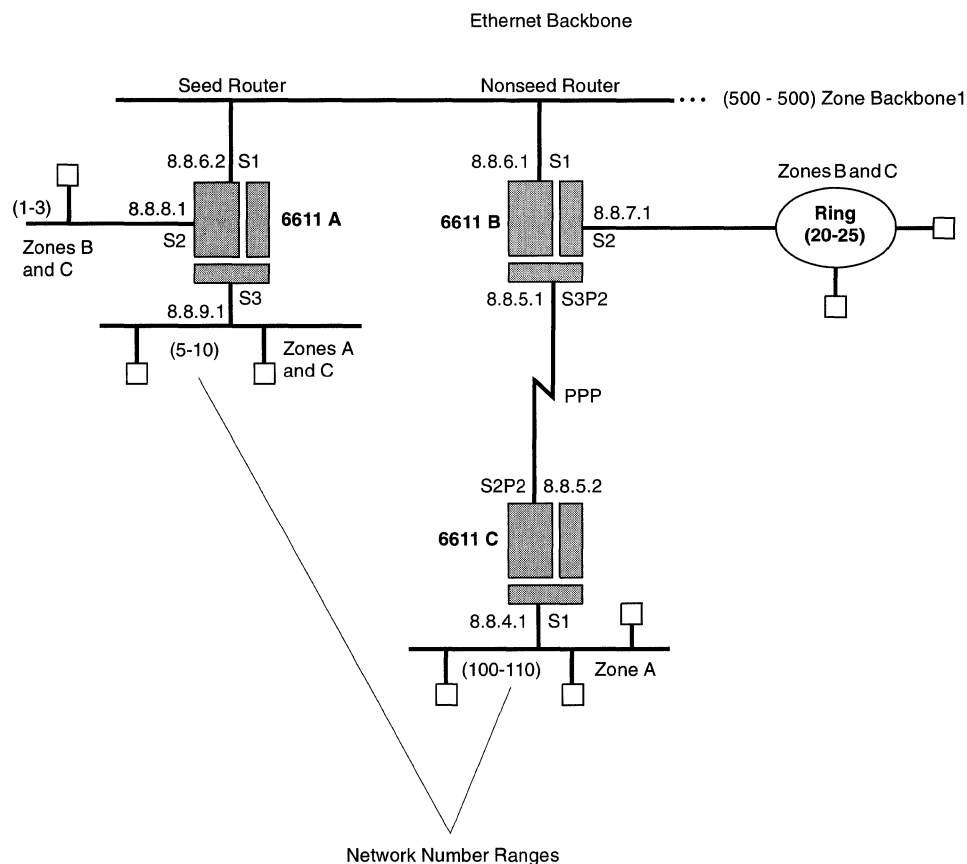 Ethernet Backbone
Seed Router
Nonseed Router
(500 - 500) Zone Backbone1
8.8.6.2 S1
8.8.6.1 S1
Zones B and C
(1-3)
8.8.8.1
6611 A
6611 B
8.8.7.1
Ring
(20-25)
S2
S2
Zones B
and C
S3
8.8.9.1
8.8.5.1 S3P2
(5-10)
Zones A
and C
PPP
S2P2 8.8.5.2
6611 C
8.8.4.1 S1
(100-110)
Zone A
Network Number Ranges